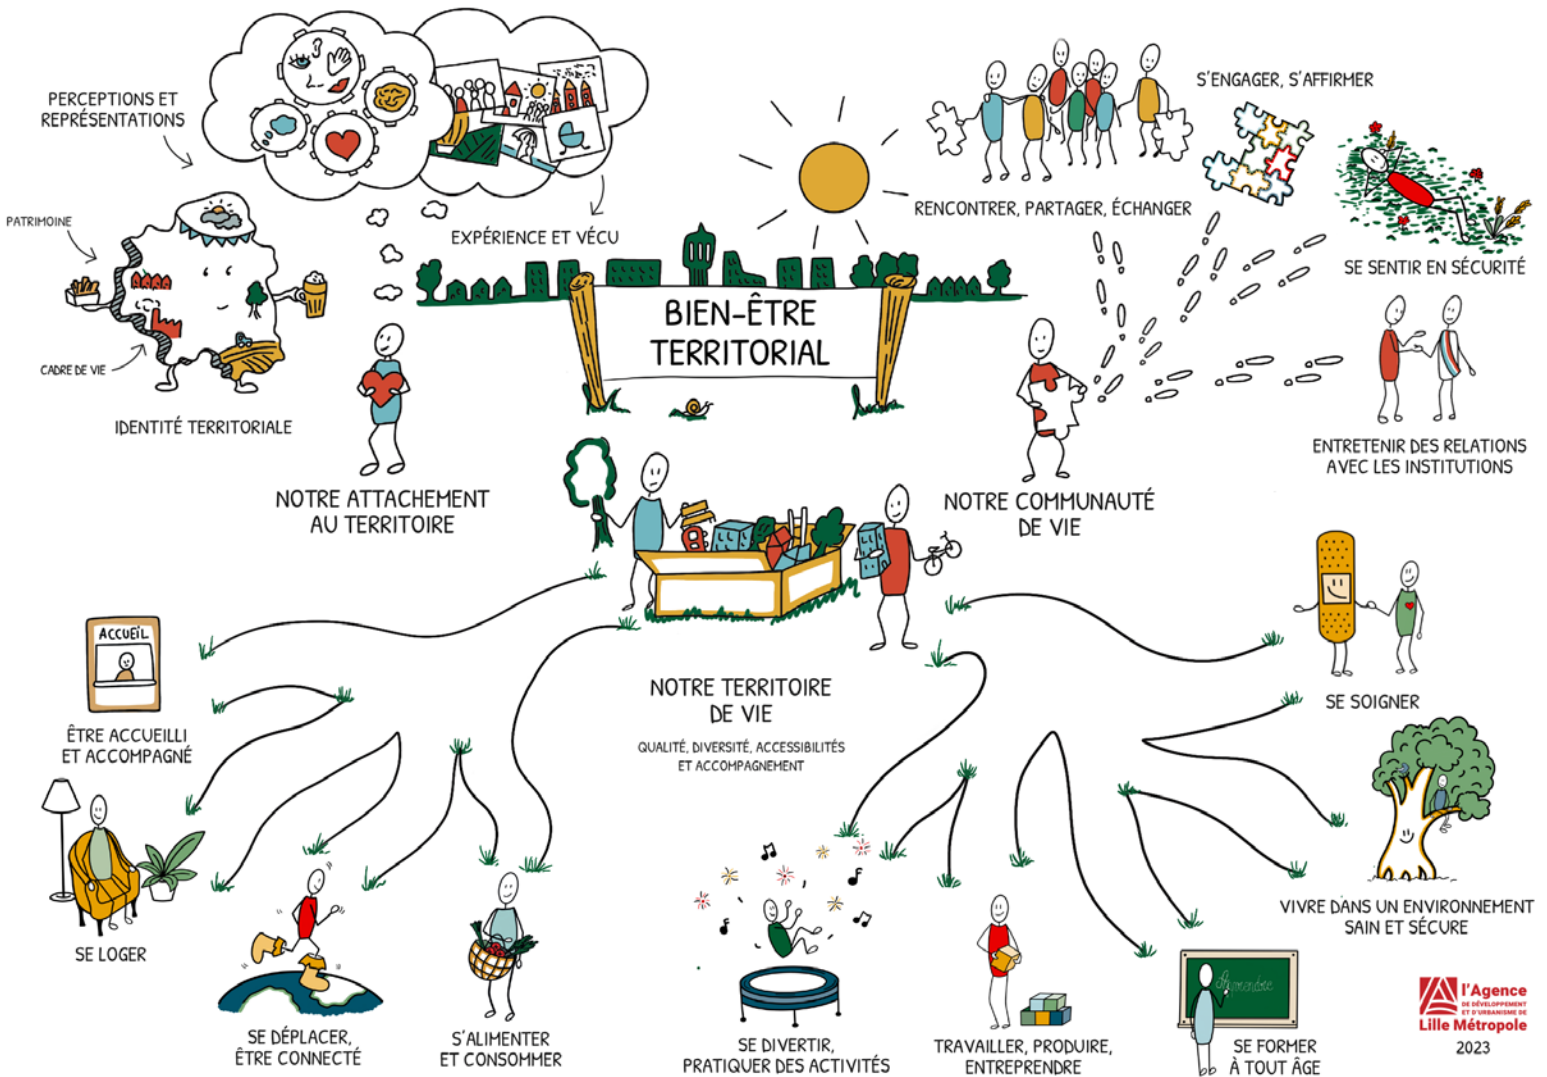 PERCEPTIONS ET
REPRÉSENTATIONS
PATRIMOINE
CADRE DE VIE
IDENTITÉ TERRITORIALE
EXPÉRIENCE ET VÉCU
NOTRE ATTACHEMENT
AU TERRITOIRE
BIEN-ÊTRE
TERRITORIAL
S'ENGAGER, S'AFFIRMER
RENCONTRER, PARTAGER, ÉCHANGER
SE SENTIR EN SÉCURITÉ
ENTRETENIR DES RELATIONS
AVEC LES INSTITUTIONS
NOTRE COMMUNAUTÉ
DE VIE
NOTRE TERRITOIRE
DE VIE
QUALITÉ, DIVERSITÉ, ACCESSIBILITÉS
ET ACCOMPAGNEMENT
ACCUEIL
ÊTRE ACCUEILLI
ET ACCOMPAGNÉ
SE LOGER
SE DÉPLACER,
ÊTRE CONNECTÉ
S'ALIMENTER
ET CONSOMMER
SE DIVERTIR,
PRATIQUER DES ACTIVITÉS
TRAVAILLER, PRODUIRE,
ENTREPRENDRE
Apprendre
SE FORMER
À TOUT ÂGE
VIVRE DANS UN ENVIRONNEMENT
SAIN ET SÉCURE
SE SOIGNER
l'Agence
DE DÉVELOPPEMENT
ET D'URBANISME DE
Lille Métropole
2023